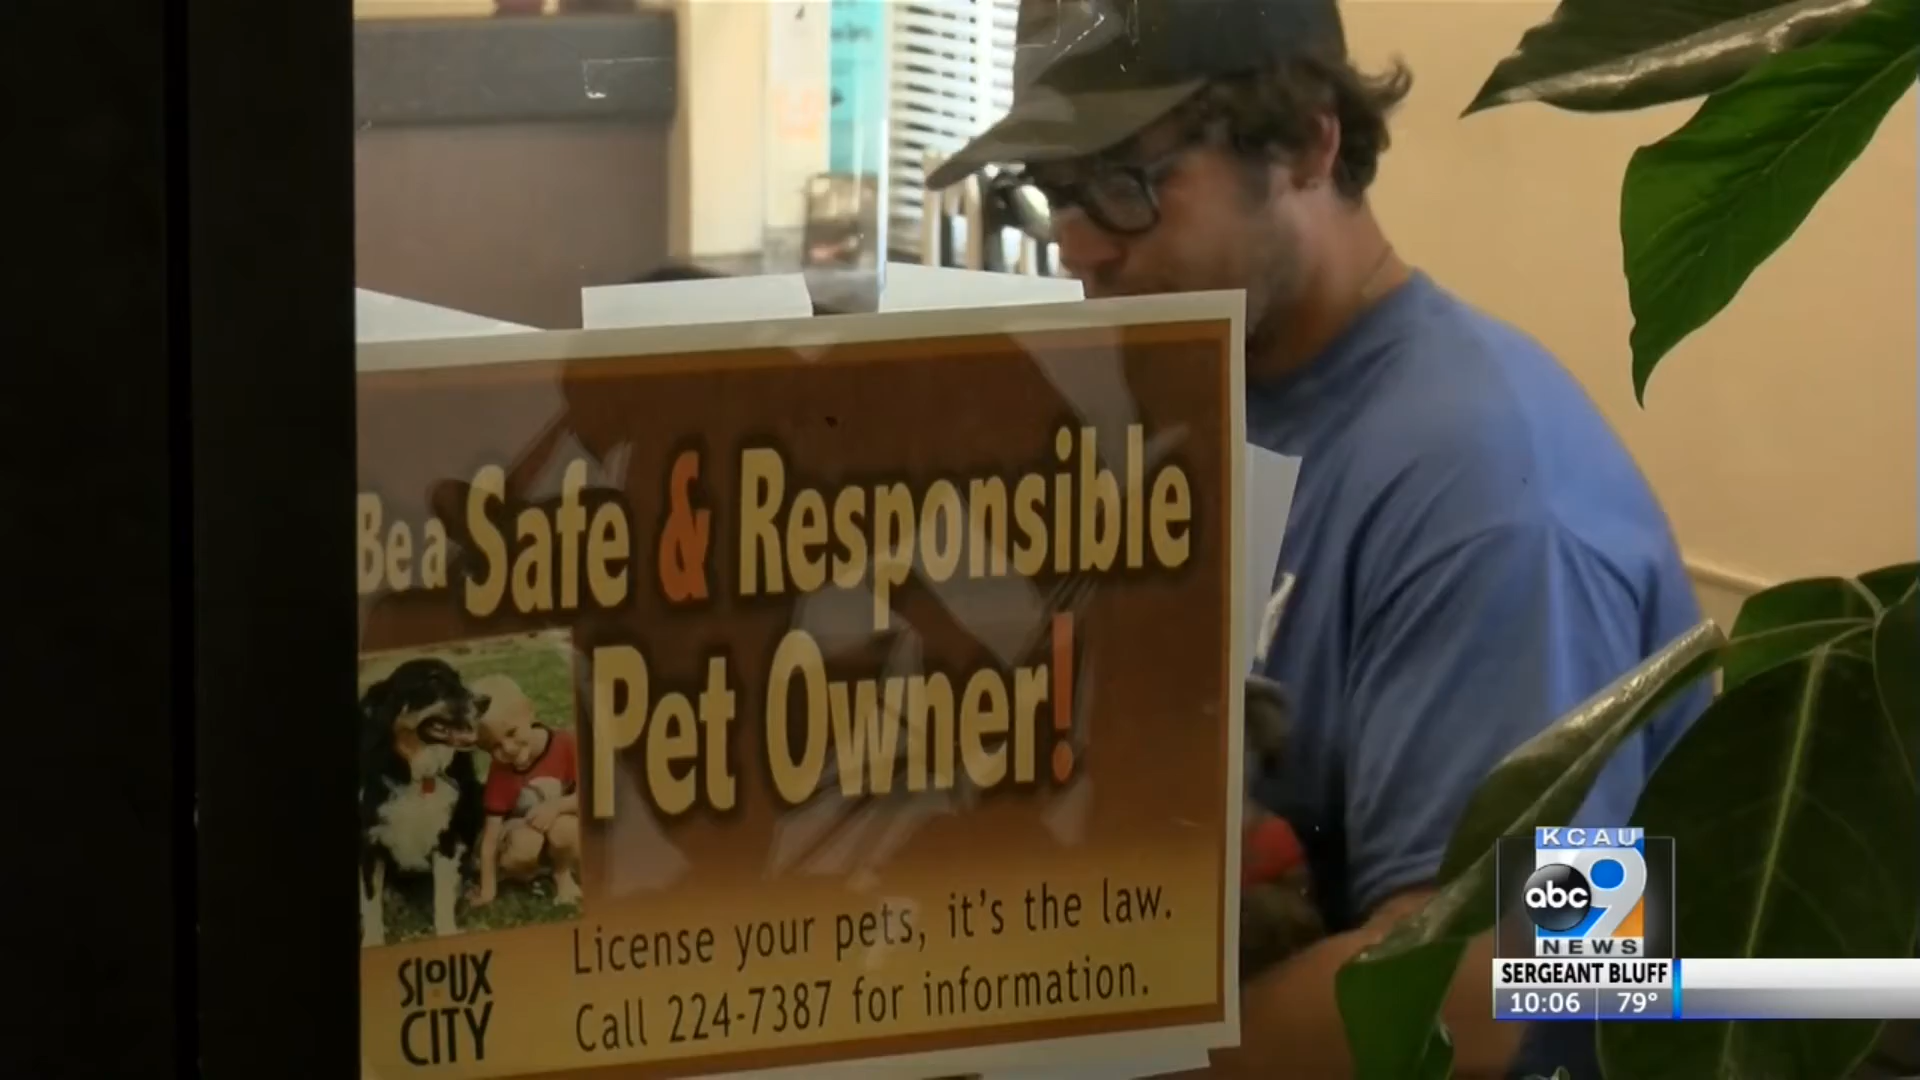 Be a Safe & Responsible
Pet Owner!
License your pets, it's the law.
Call 224-7387 for information.
SIOUX
CITY
KCAU
abc 9
NEWS
SERGEANT BLUFF
10:06 79°